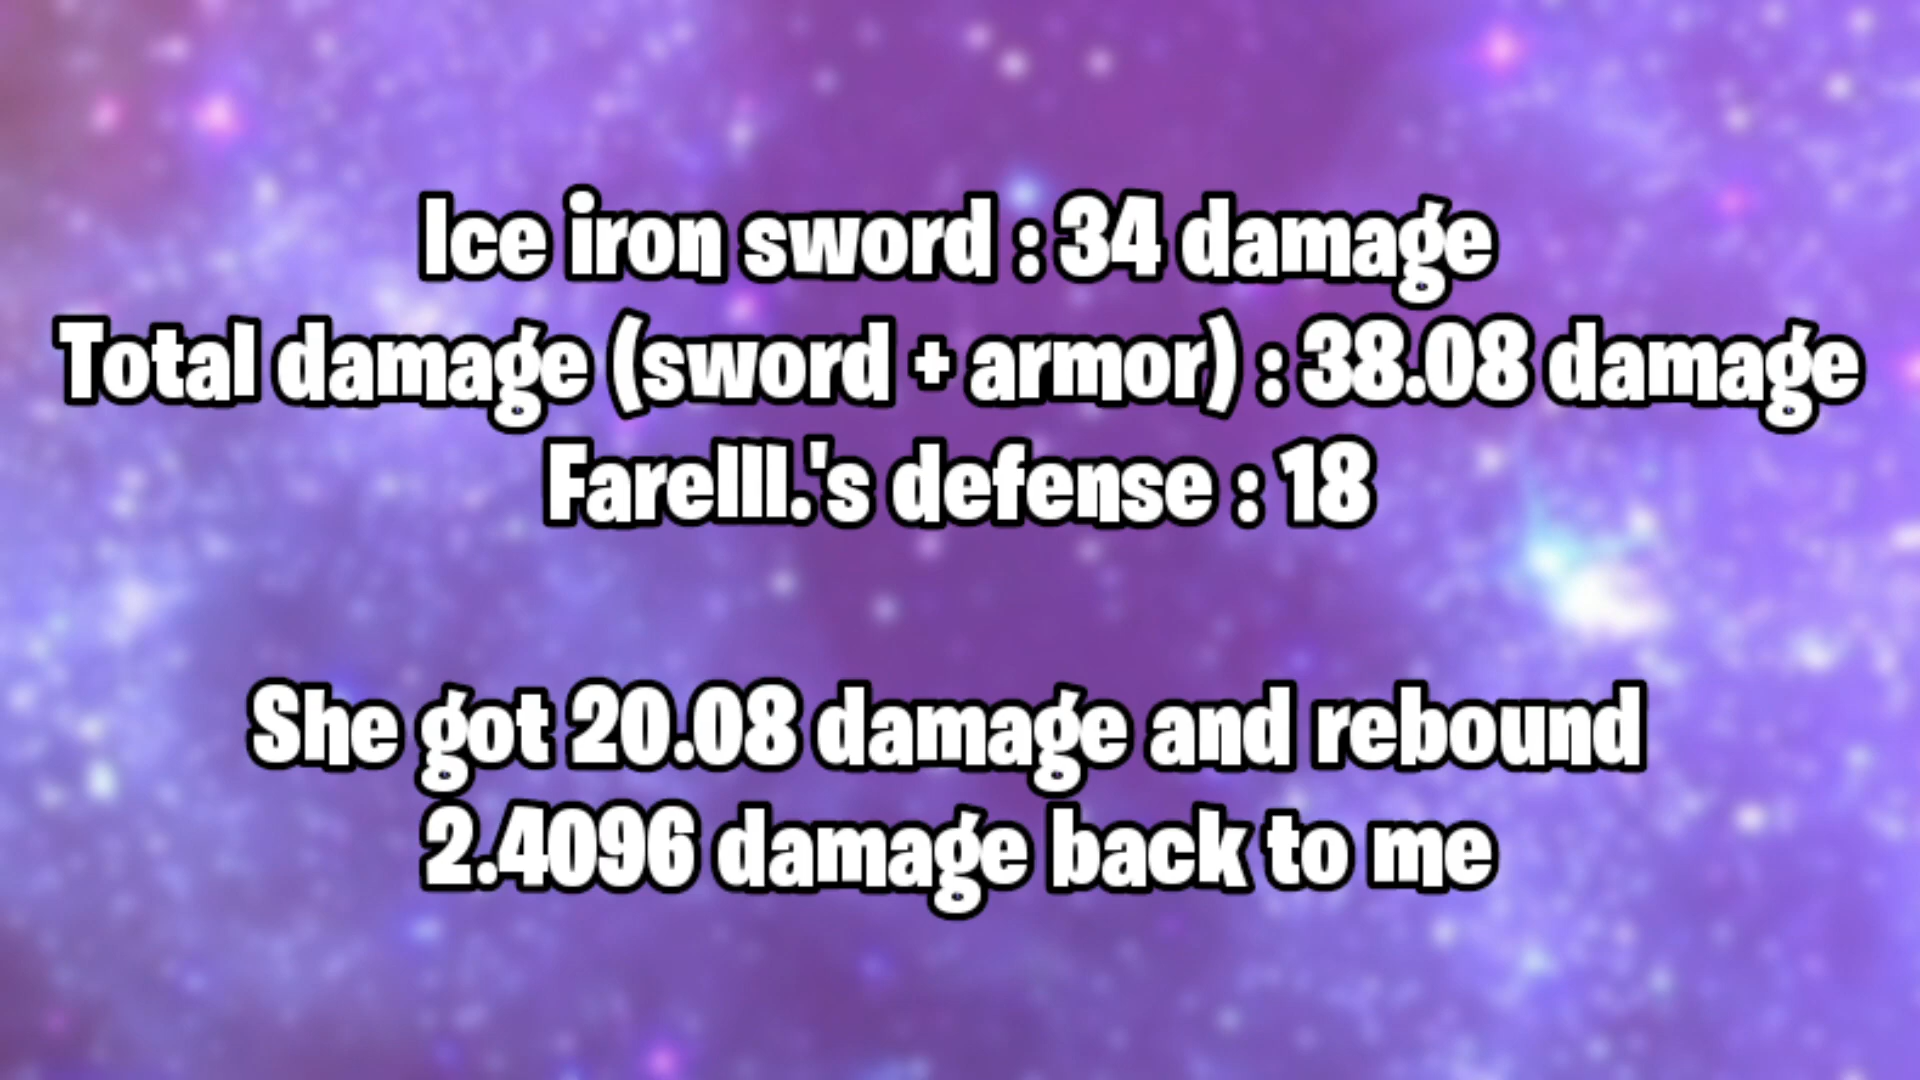 Ice iron sword : 34 damage
Total damage (sword + armor) : 38.08 damage
Farelll.'s defense : 18
She got 20.08 damage and rebound
2.4096 damage back to me